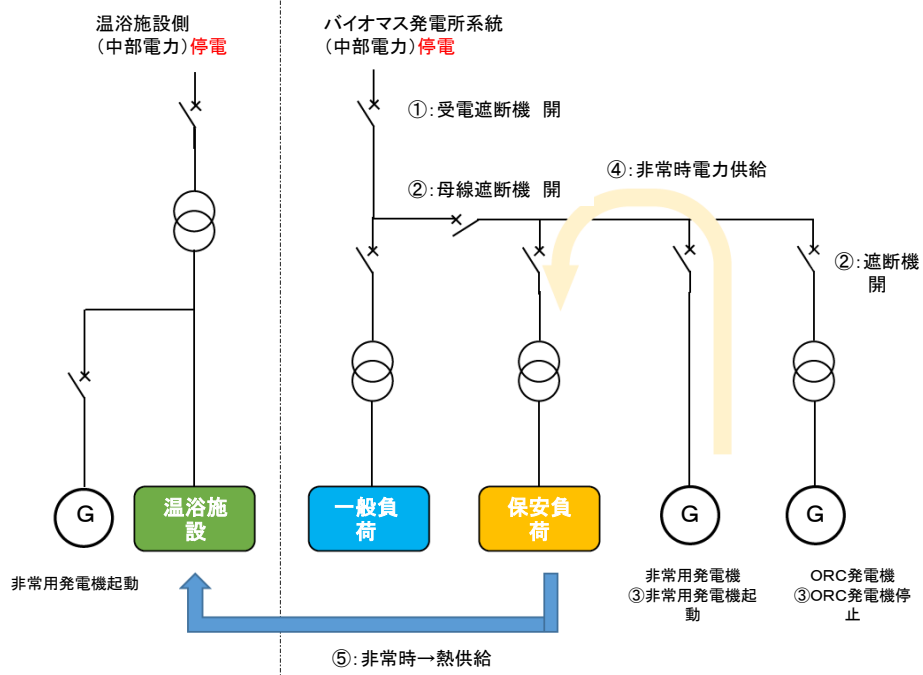 温浴施設側
（中部電力）停電
バイオマス発電所系統
（中部電力）停電
①：受電遮断機　開
②：母線遮断機　開
④：非常時電力供給
②：遮断機
開
温浴施
設
一般負
荷
保安負
荷
G
G
G
非常用発電機起動
非常用発電機
③非常用発電機起
動
ORC発電機
③ORC発電機停
止
⑤：非常時→熱供給